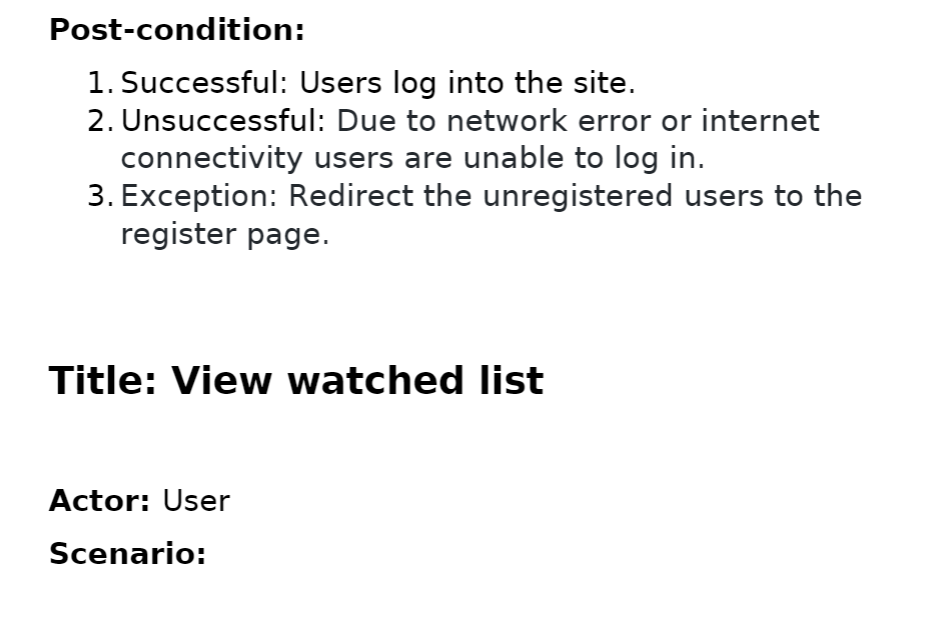 Post-condition:
1. Successful: Users log into the site.
2. Unsuccessful: Due to network error or internet
connectivity users are unable to log in.
3. Exception: Redirect the unregistered users to the
register page.
Title: View watched list
Actor: User
Scenario: